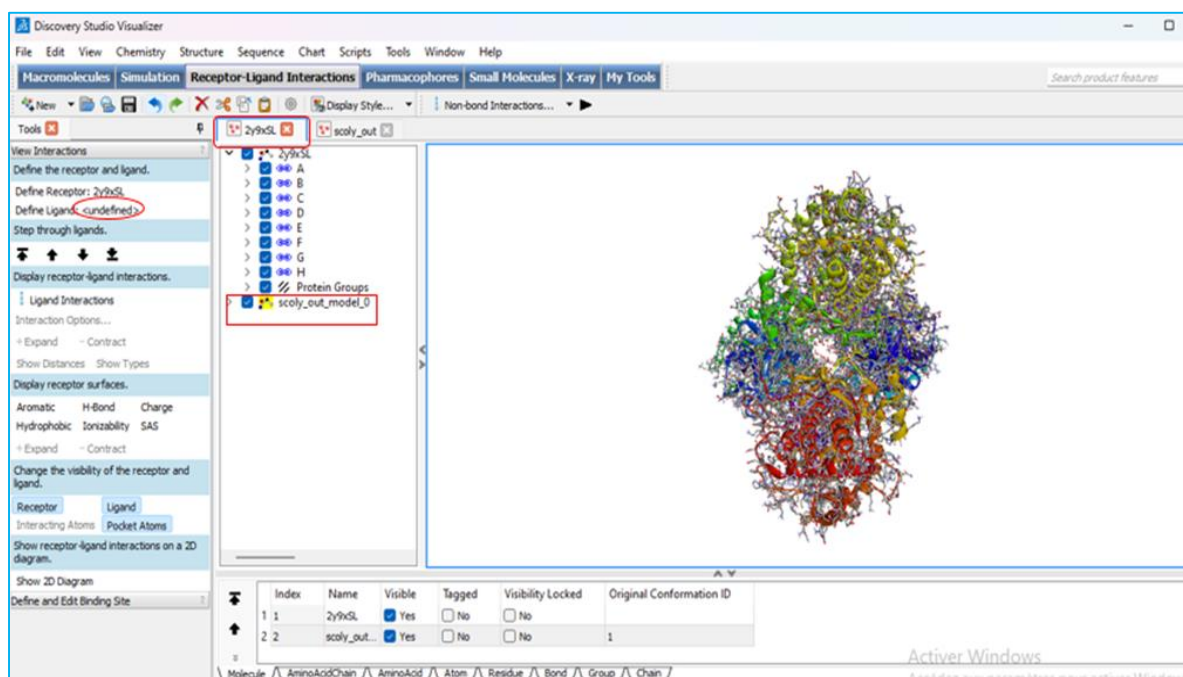 Discovery Studio Visualizer
File Edit View Chemistry Structure Sequence Chart Scripts Tools Window Help
Macromolecules Simulation Receptor-Ligand Interactions Pharmacophores Small Molecules X-ray My Tools
Search product features
New Display Style... Non-bond Interactions...
Tools
2y9xSL
scoly_out
View Interactions
Define the receptor and ligand.
Define Receptor: 2y9xSL
Define Ligand: <undefined>
Step through ligands.
Display receptor-ligand interactions.
Ligand Interactions
Interaction Options...
+ Expand - Contract
Show Distances Show Types
Display receptor surfaces.
Aromatic H-Bond Charge
Hydrophobic Ionizability SAS
+ Expand - Contract
Change the visibility of the receptor and
ligand.
Receptor Ligand
Interacting Atoms Pocket Atoms
Show receptor-ligand interactions on a 2D
diagram.
Show 2D Diagram
Define and Edit Binding Site
2y9xSL
A
B
C
D
E
F
G
H
Protein Groups
scoly_out_model_0
Index Name Visible Tagged Visibility Locked Original Conformation ID
1 1 2y9xSL Yes No No
2 2 scoly_out... Yes No No 1
Molecule AminoAcidChain AminoAcid Atom Residue Bond Group Chain
Activer Windows